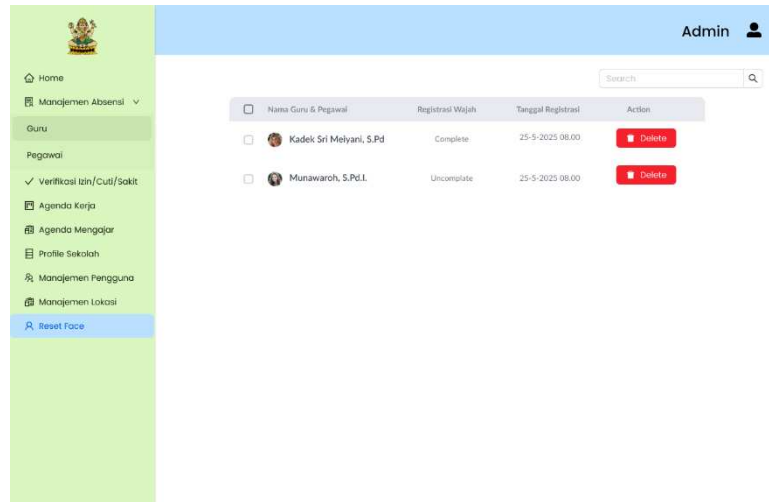 Admin
Home
Manajemen Absensi
Guru
Pegawai
Verifikasi Izin/Cuti/Sakit
Agenda Kerja
Agenda Mengajar
Profile Sekolah
Manajemen Pengguna
Manajemen Lokasi
Reset Face
Search
Nama Guru & Pegawai Registrasi Wajah Tanggal Registrasi Action
Kadek Sri Meiyani, S.Pd Complete 25-5-2025 08.00 Delete
Munawaroh, S.Pd.I. Uncomplate 25-5-2025 08.00 Delete